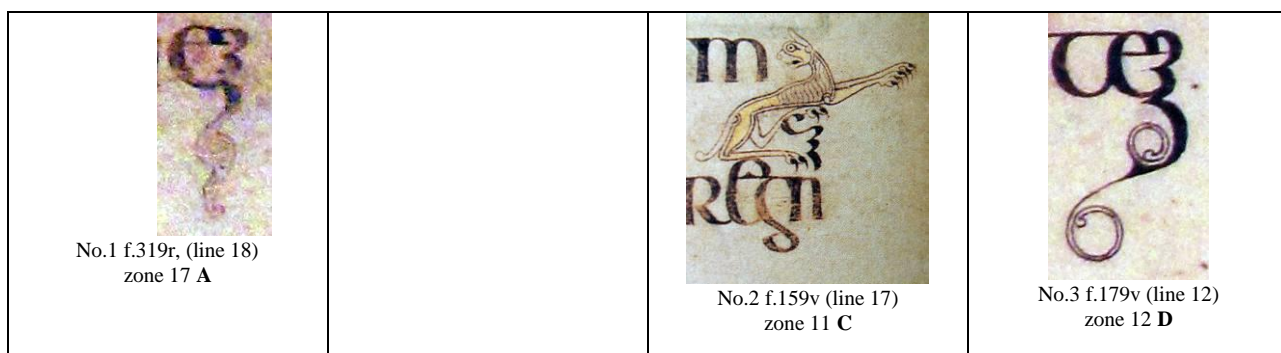 No.1 f.319r, (line 18)
zone 17 A
m
No.2 f.159v (line 17)
zone 11 C
No.3 f.179v (line 12)
zone 12 D